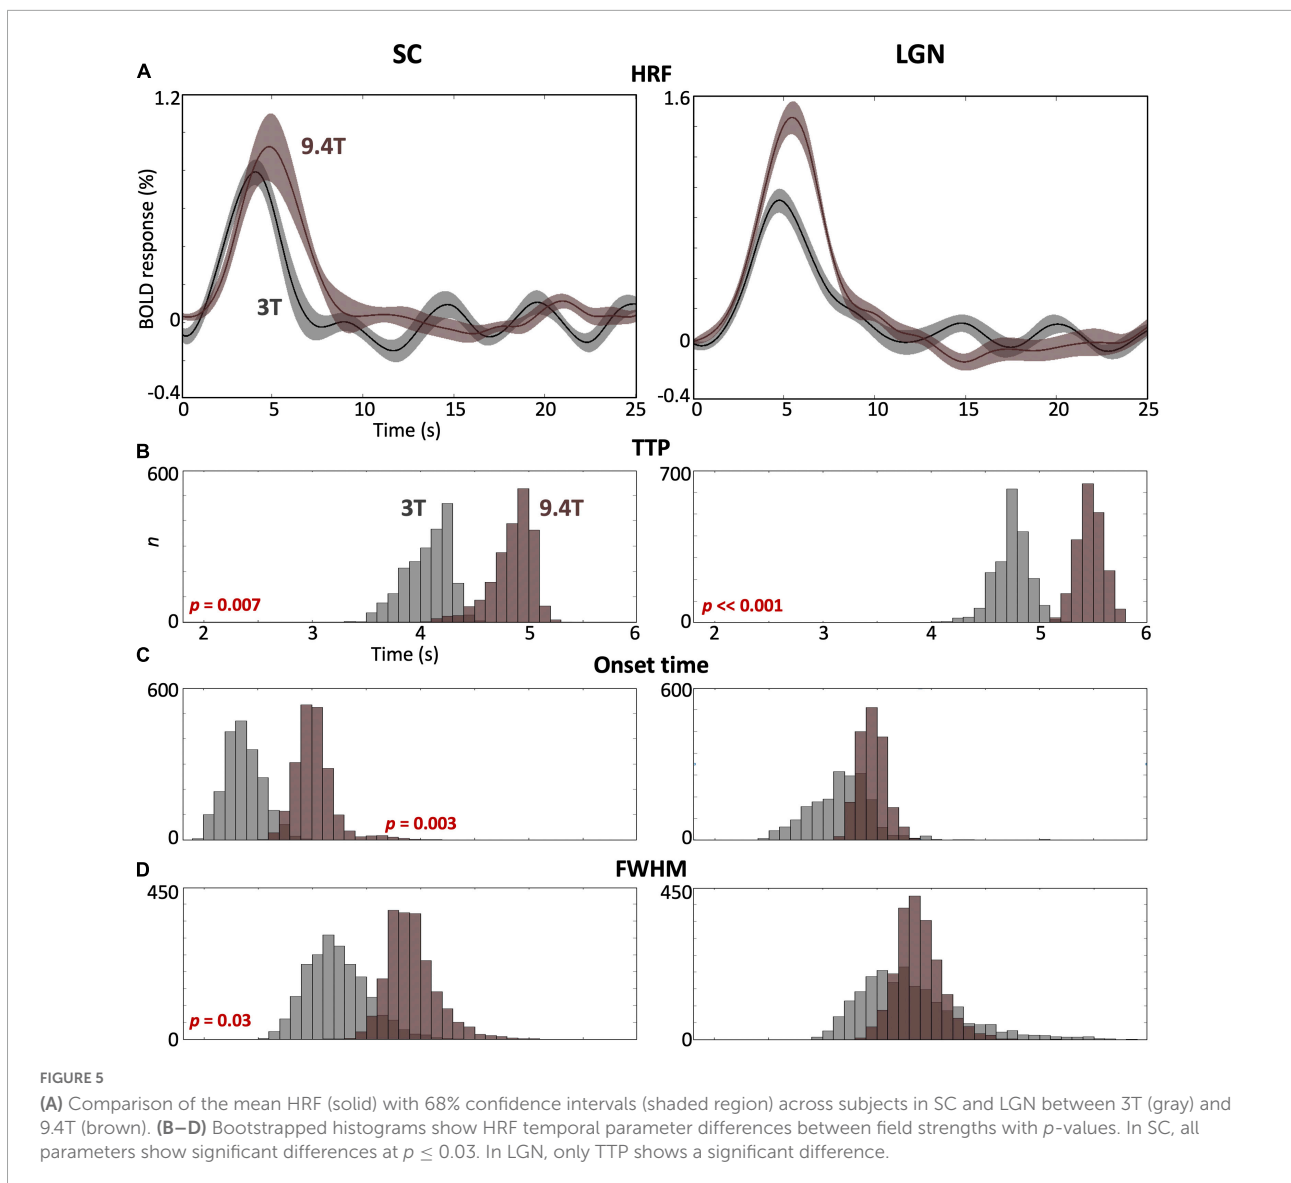 SC LGN
A HRF
1.2 1.6
9.4T
BOLD response (%)
3T
0 0
-0.4 -0.4
0 5 10 15 20 25 0 5 10 15 20 25
Time (s)
B TTP
600 700
3T 9.4T
n
p = 0.007 p << 0.001
0 0
2 3 4 5 6 2 3 4 5 6
Time (s)
C Onset time
600 600
p = 0.003
0 0
D FWHM
450 450
p = 0.03
0 0
FIGURE 5
(A) Comparison of the mean HRF (solid) with 68% confidence intervals (shaded region) across subjects in SC and LGN between 3T (gray) and
9.4T (brown). (B–D) Bootstrapped histograms show HRF temporal parameter differences between field strengths with p-values. In SC, all
parameters show significant differences at p ≤ 0.03. In LGN, only TTP shows a significant difference.